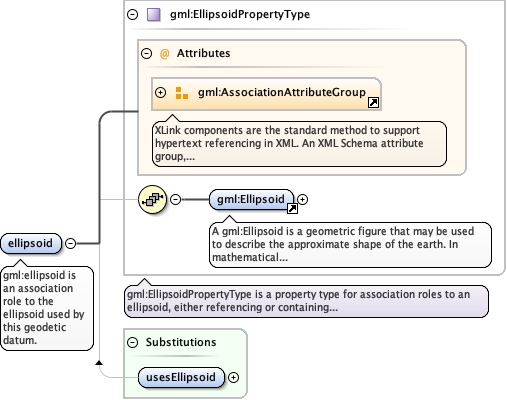 gml:EllipsoidPropertyType
@ Attributes
gml:AssociationAttributeGroup
XLink components are the standard method to support
hypertext referencing in XML. An XML Schema attribute
group,...
gml:Ellipsoid
A gml:Ellipsoid is a geometric figure that may be used
to describe the approximate shape of the earth. In
mathematical...
ellipsoid
gml:ellipsoid is
an association
role to the
ellipsoid used by
this geodetic
datum.
gml:EllipsoidPropertyType is a property type for association roles to an
ellipsoid, either referencing or containing...
Substitutions
usesEllipsoid